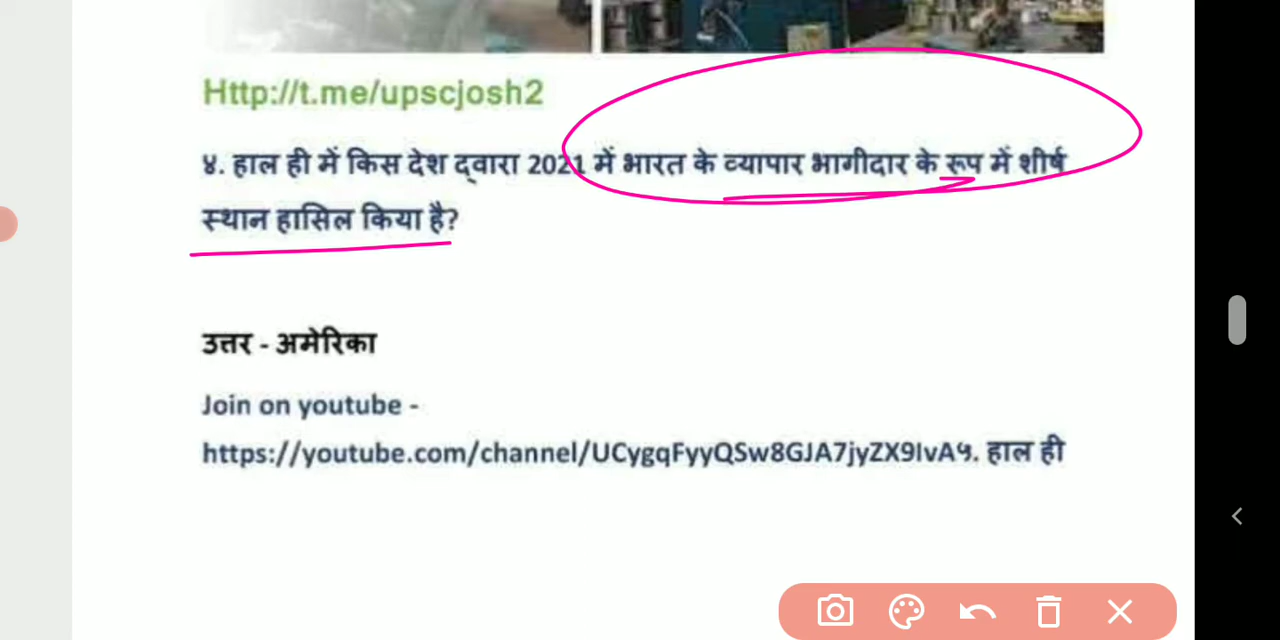 Http://t.me/upscjosh2
४. हाल ही में किस देश द्वारा 2021 में भारत के व्यापार भागीदार के रूप में शीर्ष
स्थान हासिल किया है?
उत्तर - अमेरिका
Join on youtube -
https://youtube.com/channel/UCygqFyyQSw8GJA7jyZX9IvA५. हाल ही